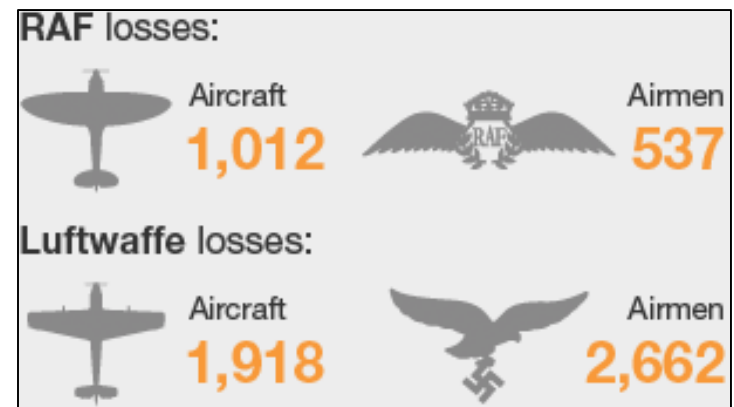 RAF losses:
Aircraft
1,012
RAF
Airmen
537
Luftwaffe losses:
Aircraft
1,918
Airmen
2,662